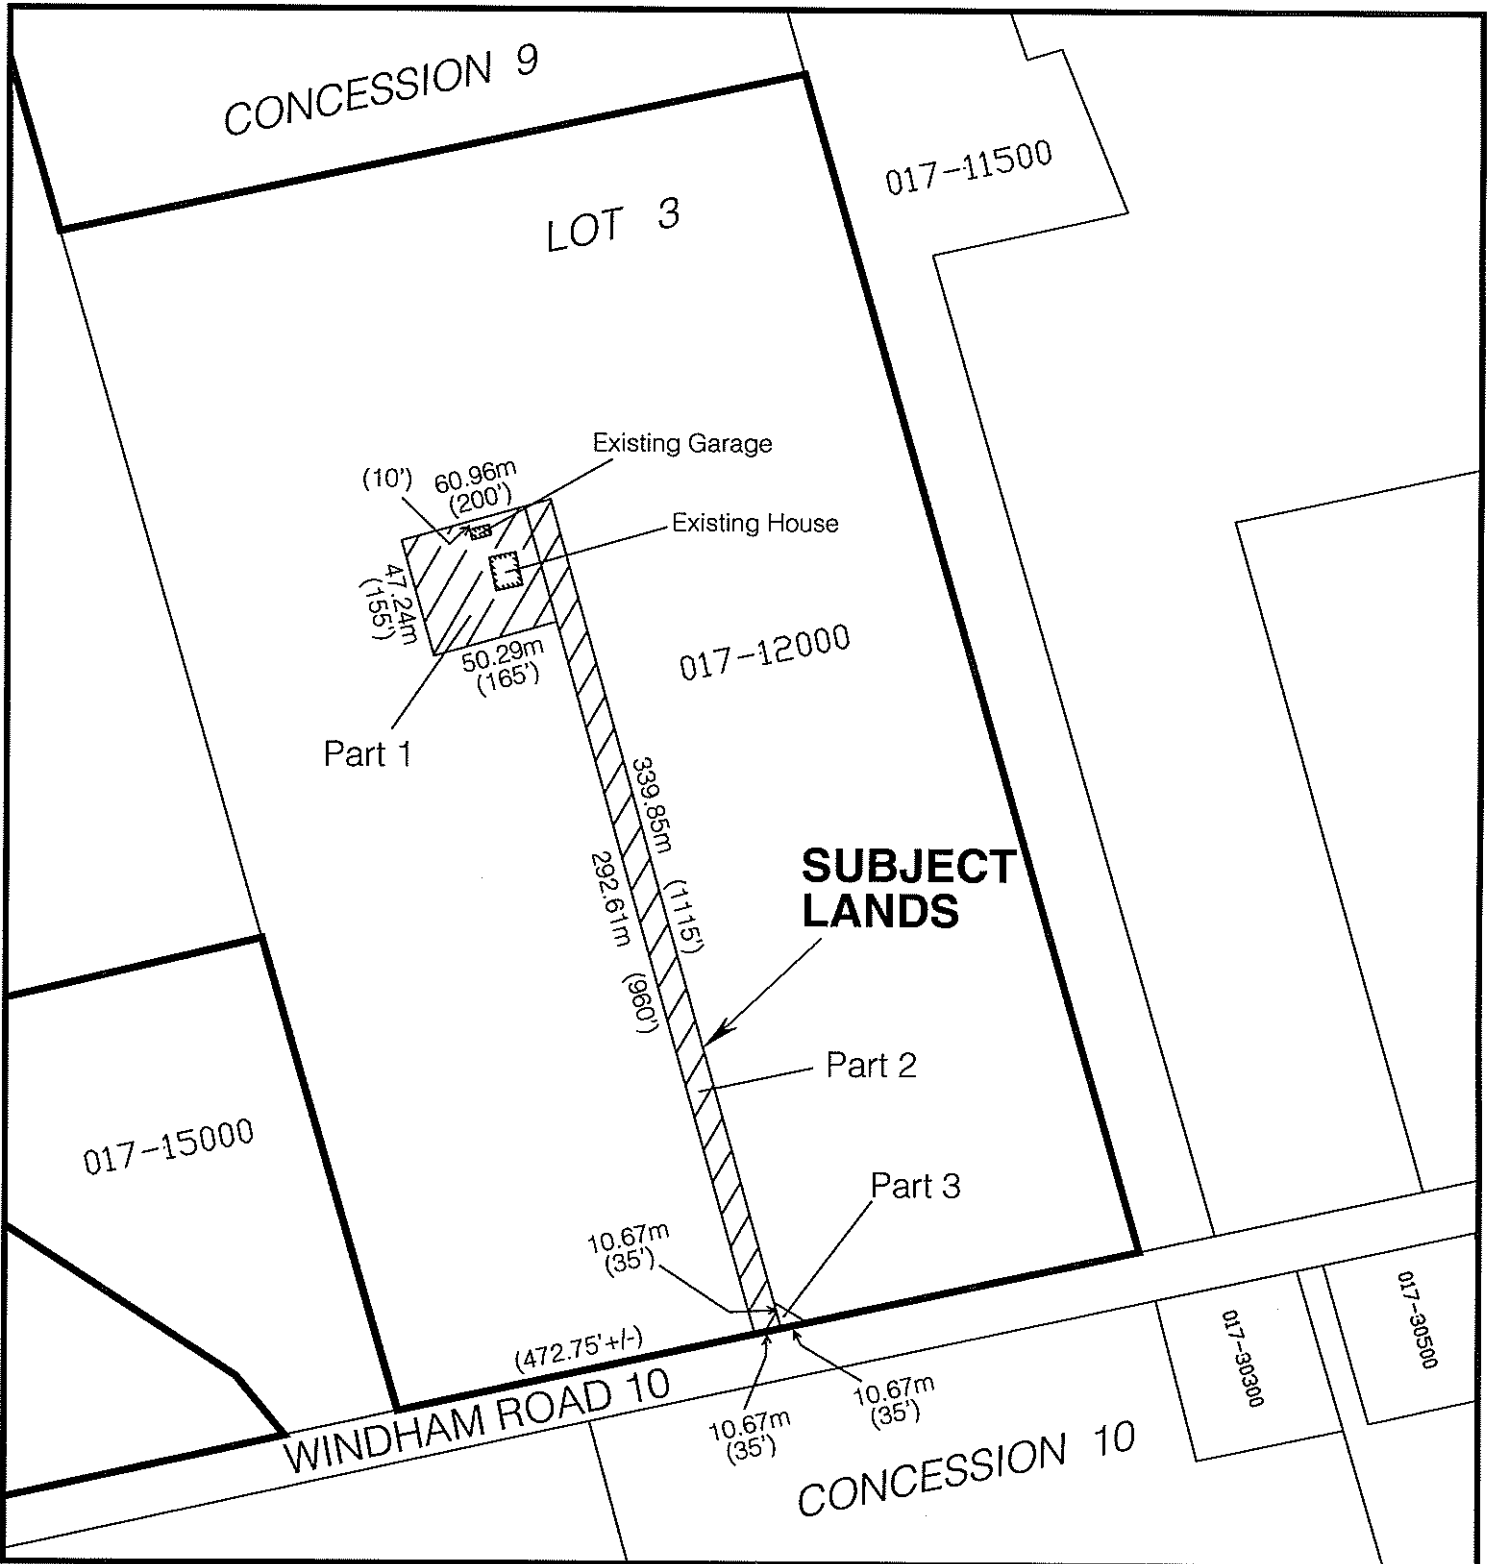 CONCESSION 9
017-11500
LOT 3
Existing Garage
(10')
60.96m
(200')
Existing House
47.24m
(155')
50.29m
(165')
017-12000
Part 1
339.85m (1115')
292.61m (960')
SUBJECT
LANDS
Part 2
017-15000
Part 3
10.67m
(35')
(472.75'+/-)
WINDHAM ROAD 10
10.67m
(35')
10.67m
(35')
017-30300
017-30500
CONCESSION 10